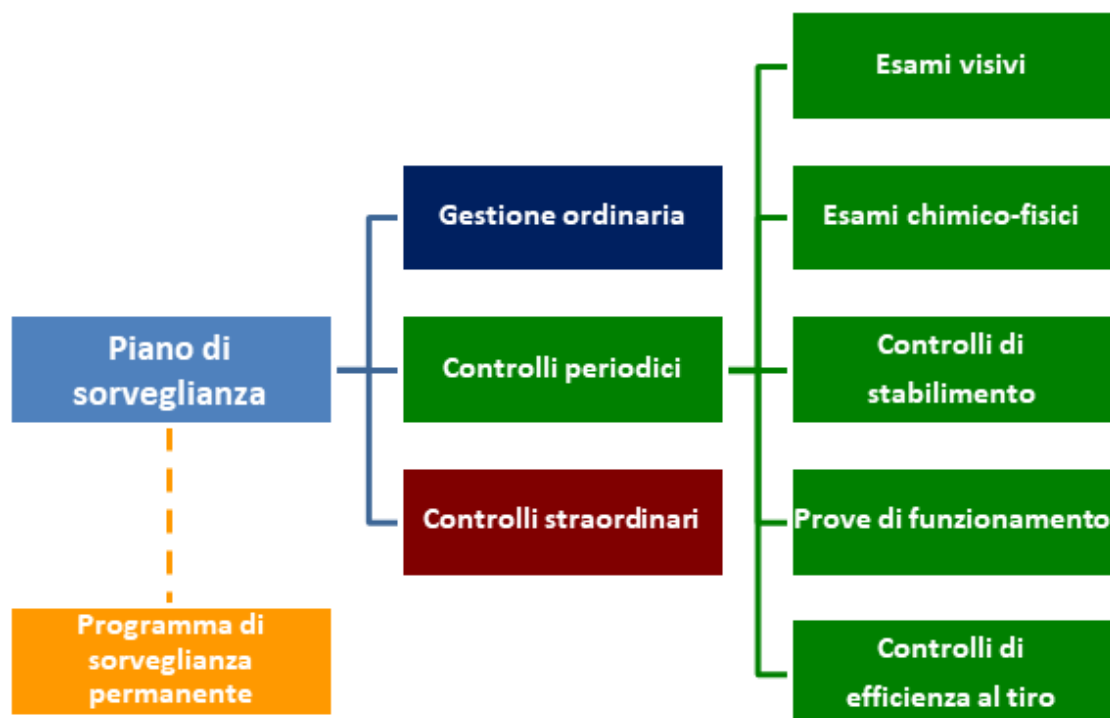 Piano di
sorveglianza
Programma di
sorveglianza
permanente
Gestione ordinaria
Controlli periodici
Controlli straordinari
Esami visivi
Esami chimico-fisici
Controlli di
stabilimento
Prove di funzionamento
Controlli di
efficienza al tiro